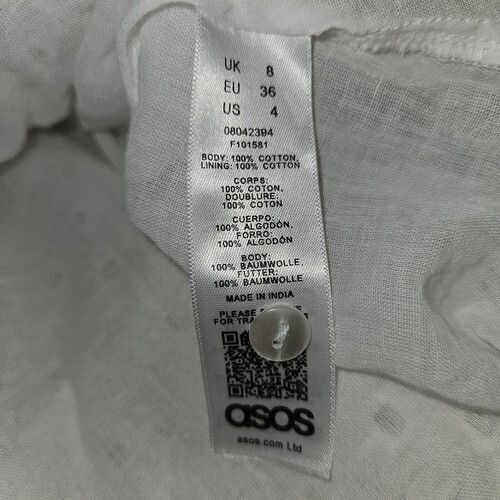 UK 8
EU 36
US 4
08042394
F101581
BODY: 100% COTTON,
LINING: 100% COTTON
CORPS:
100% COTON,
DOUBLURE:
100% COTON
CUERPO:
100% ALGODÓN,
FORRO:
100% ALGODÓN
BODY:
100% BAUMWOLLE,
FUTTER:
100% BAUMWOLLE
MADE IN INDIA
PLEASE
FOR
asos
asos.com Ltd